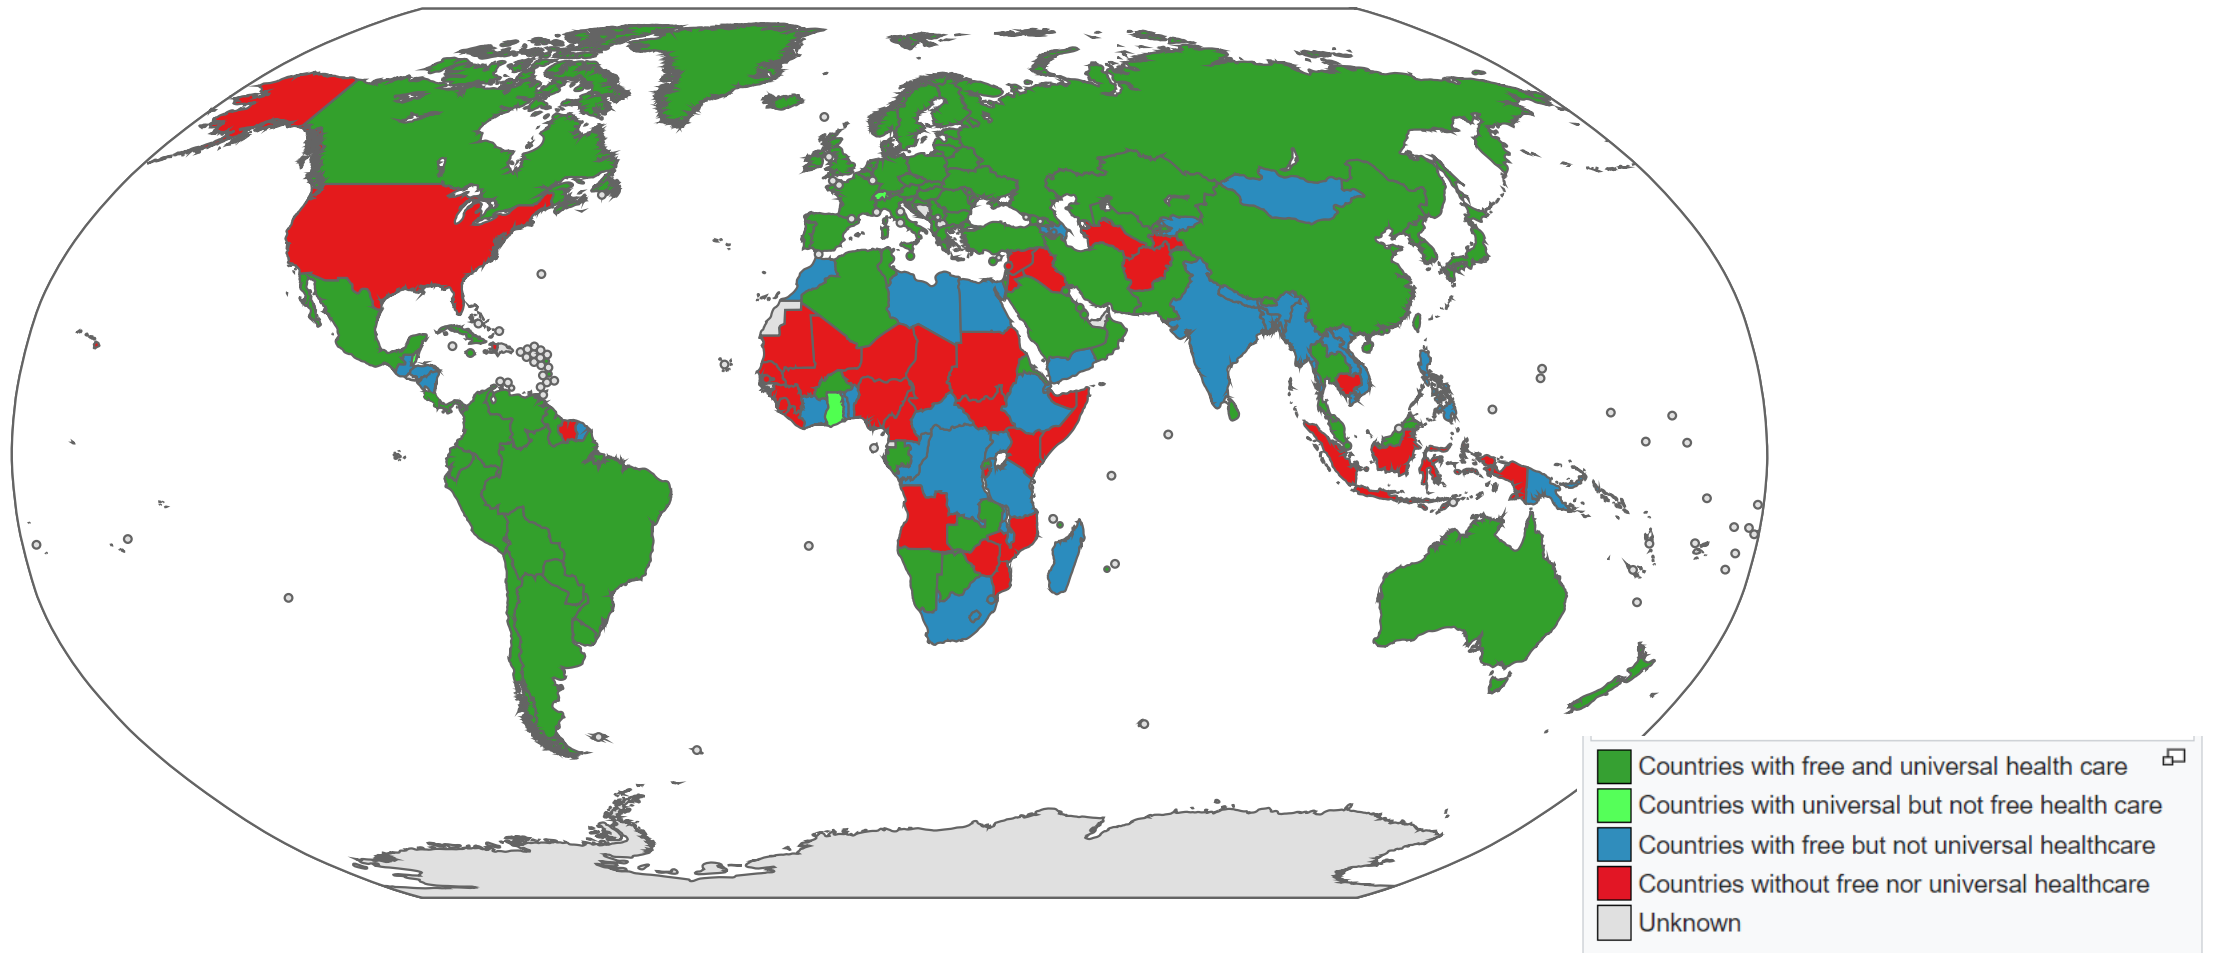 Countries with free and universal health care
Countries with universal but not free health care
Countries with free but not universal healthcare
Countries without free nor universal healthcare
Unknown